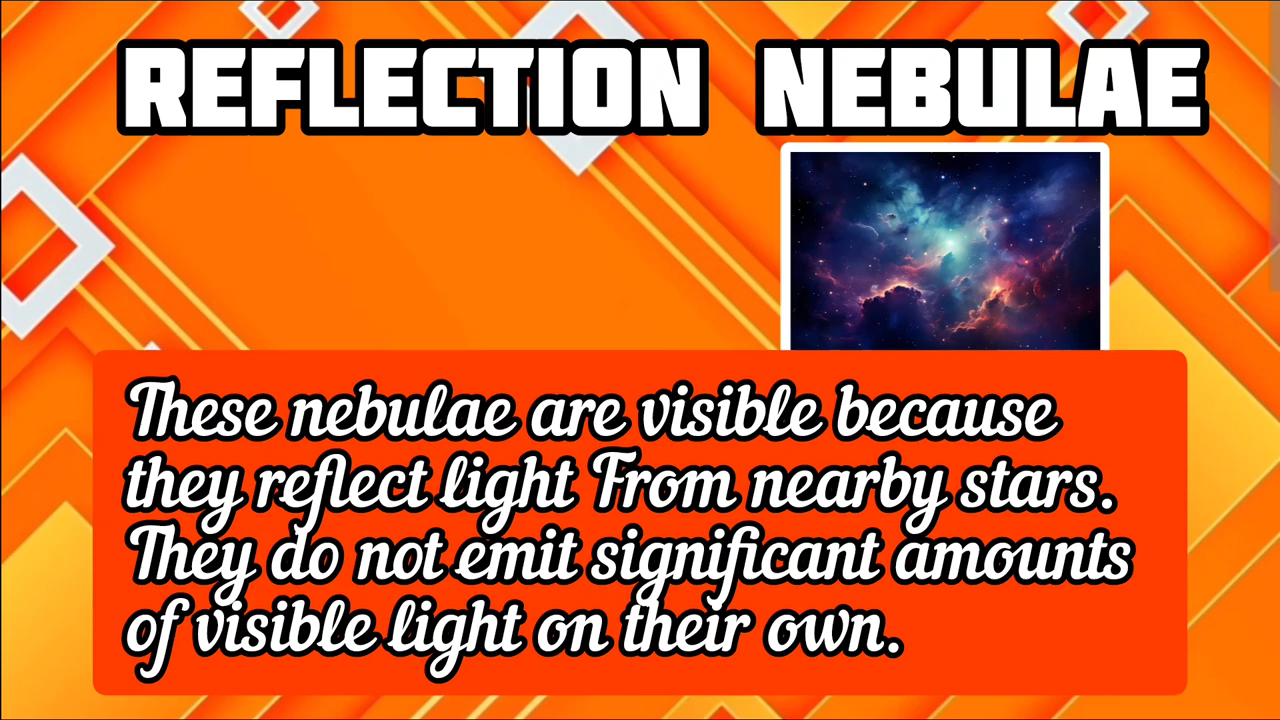 REFLECTION NEBULAE
These nebulae are visible because
they reflect light From nearby stars.
They do not emit significant amounts
of visible light on their own.